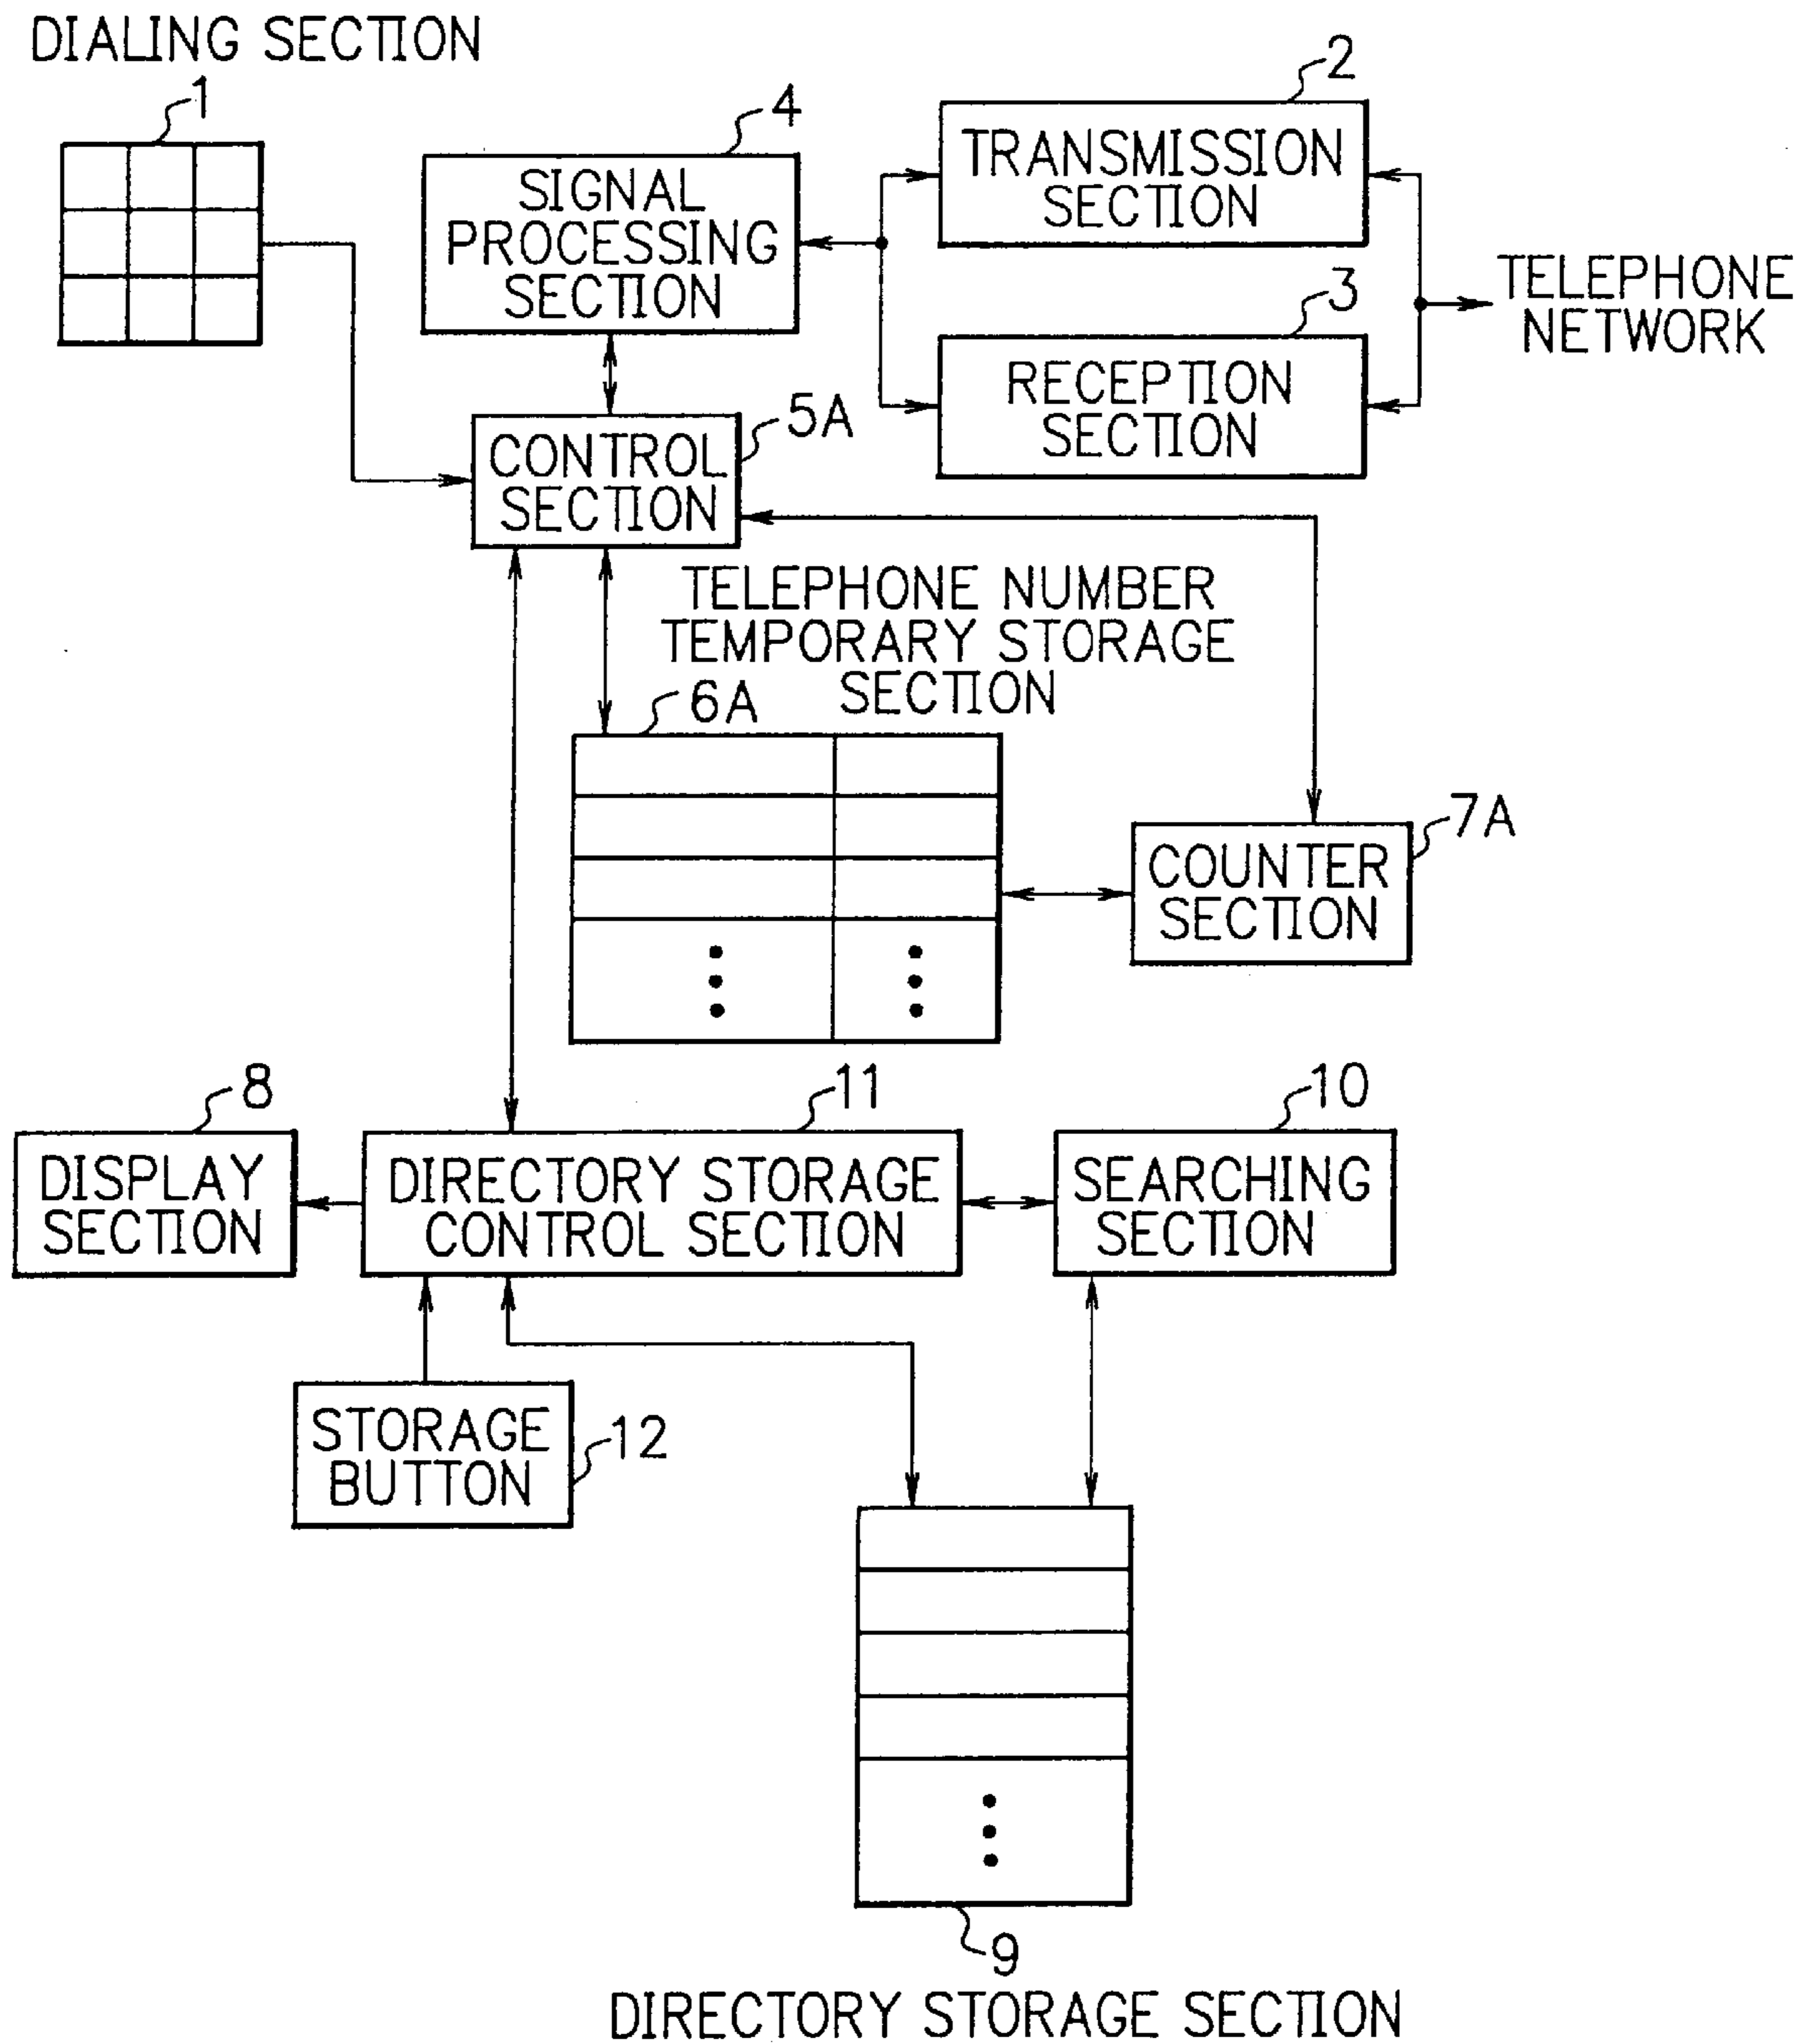 DIALING SECTION
1
2
4
TRANSMISSION
SECTION
SIGNAL
PROCESSING
SECTION
3
TELEPHONE
NETWORK
RECEPTION
SECTION
5A
CONTROL
SECTION
TELEPHONE NUMBER
TEMPORARY STORAGE
SECTION
6A
7A
COUNTER
SECTION
8
11
10
DISPLAY
SECTION
DIRECTORY STORAGE
CONTROL SECTION
SEARCHING
SECTION
STORAGE
BUTTON
12
9
DIRECTORY STORAGE SECTION